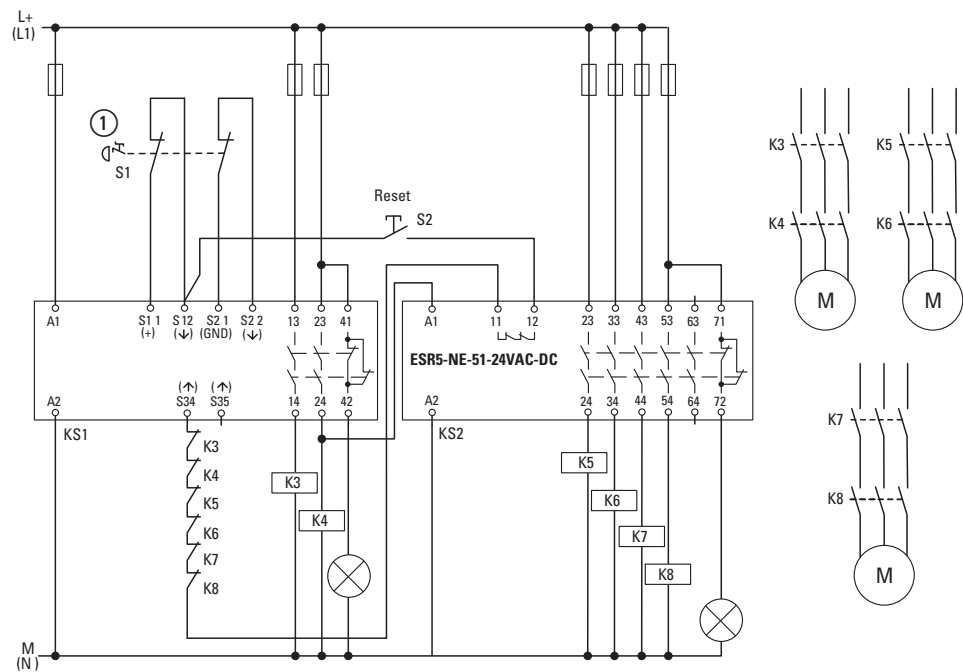 L+
(L1)
1
S1
Reset
S2
K3
K5
K4
K6
M
M
A1
S1 1
(+)
S 12
(↓)
S2 1
(GND)
S2 2
(↓)
13
23
41
A1
11
12
23
33
43
53
63
71
ESR5-NE-51-24VAC-DC
A2
(↑)
S34
(↑)
S35
14
24
42
A2
24
34
44
54
64
72
KS1
KS2
K3
K4
K5
K6
K7
K8
K3
K4
K5
K6
K7
K8
K7
K8
M
M
(N)